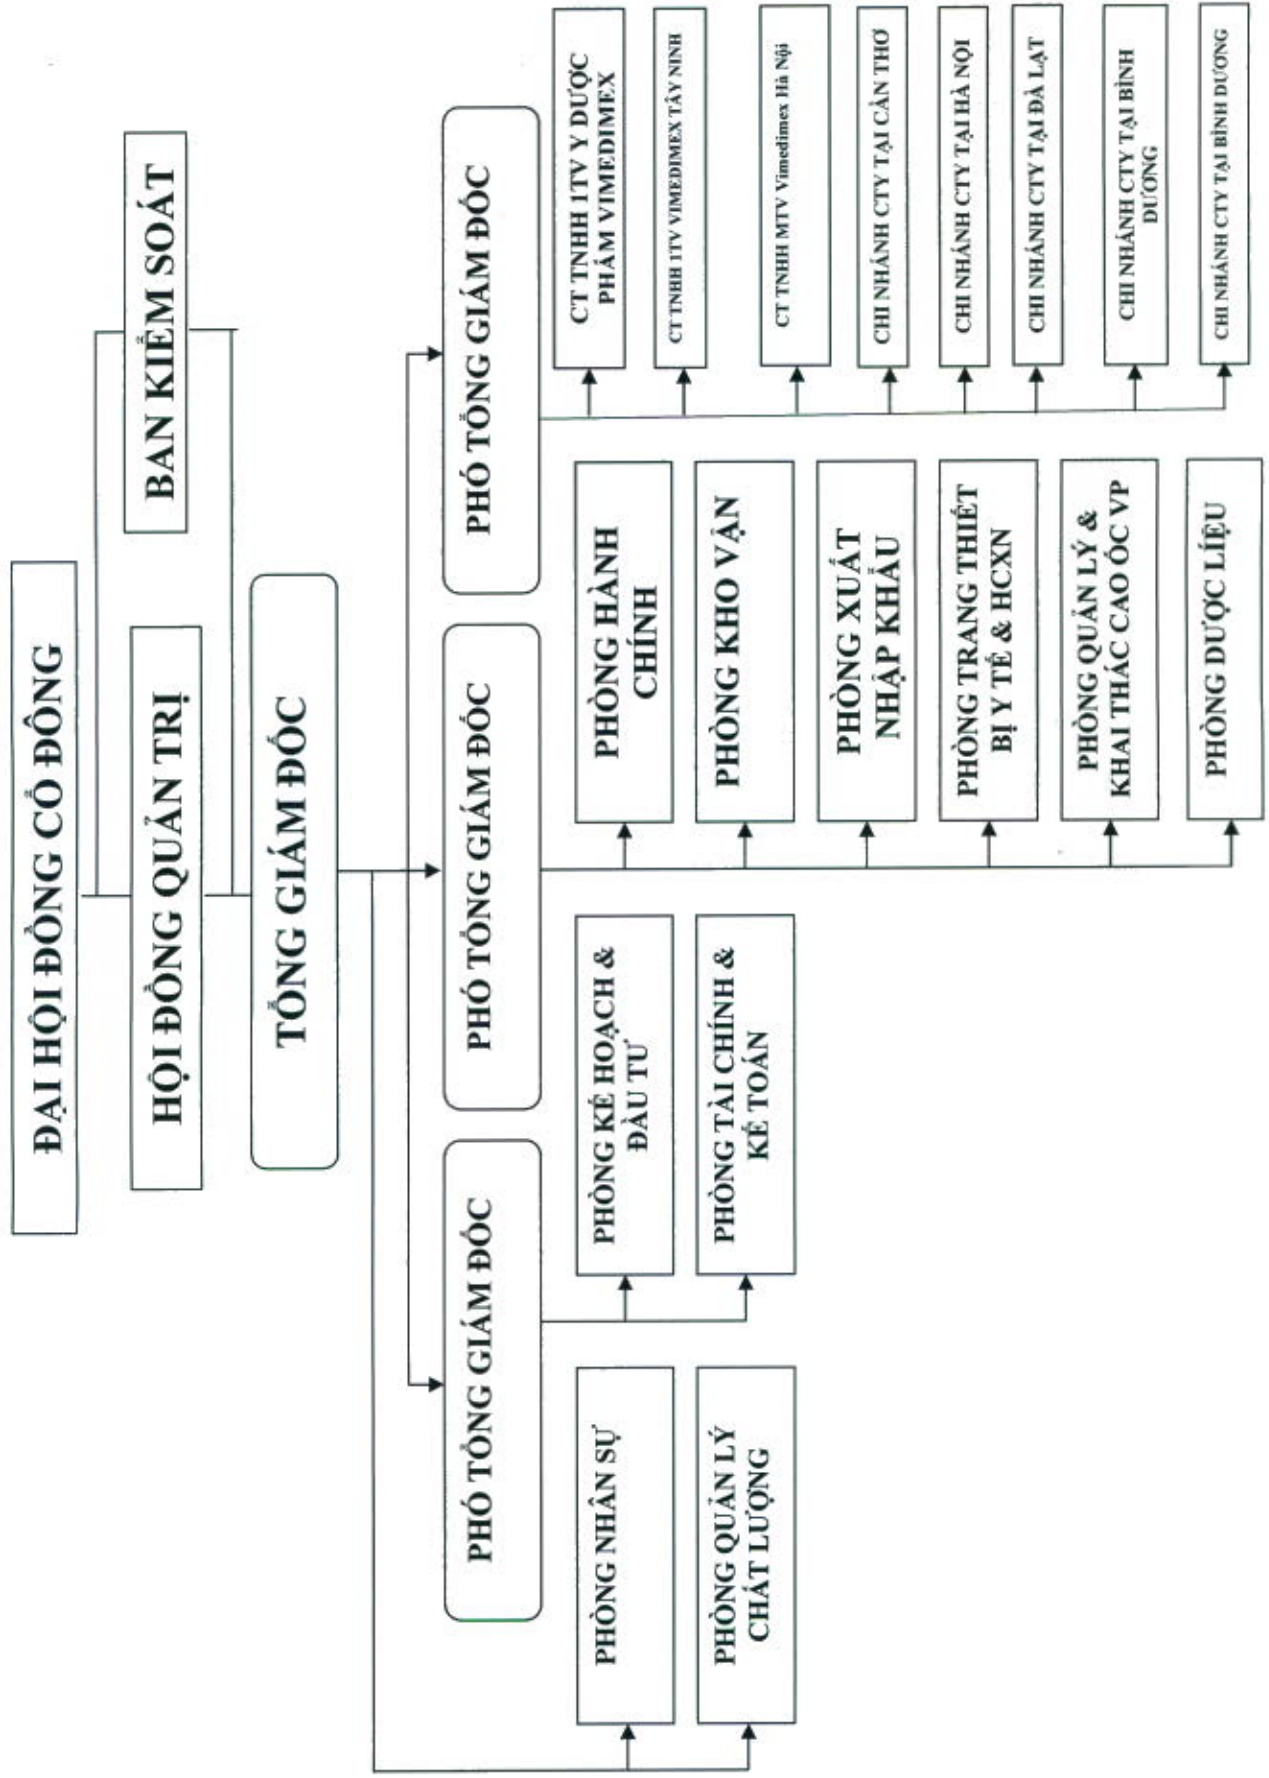 ĐẠI HỘI ĐỒNG CỔ ĐÔNG
HỘI ĐỒNG QUẢN TRỊ
BAN KIỂM SOÁT
TỔNG GIÁM ĐỐC
PHÓ TỔNG GIÁM ĐỐC
PHÓ TỔNG GIÁM ĐỐC
PHÓ TỔNG GIÁM ĐỐC
PHÒNG NHÂN SỰ
PHÒNG QUẢN LÝ
CHẤT LƯỢNG
PHÒNG KẾ HOẠCH &
ĐẦU TƯ
PHÒNG TÀI CHÍNH &
KẾ TOÁN
PHÒNG HÀNH
CHÍNH
PHÒNG KHO VẬN
PHÒNG XUẤT
NHẬP KHẨU
PHÒNG TRANG THIẾT
BỊ Y TẾ & HCXN
PHÒNG QUẢN LÝ &
KHAI THÁC CAO ỐC VP
PHÒNG DƯỢC LIỆU
CT TNHH 1TV Y DƯỢC
PHẨM VIMEDIMEX
CT TNHH 1TV VIMEDIMEX TÂY NINH
CT TNHH MTV Vimedimex Hà Nội
CHI NHÁNH CTY TẠI CẦN THƠ
CHI NHÁNH CTY TẠI HÀ NỘI
CHI NHÁNH CTY TẠI ĐÀ LẠT
CHI NHÁNH CTY TẠI BÌNH
DƯƠNG
CHI NHÁNH CTY TẠI BÌNH DƯƠNG